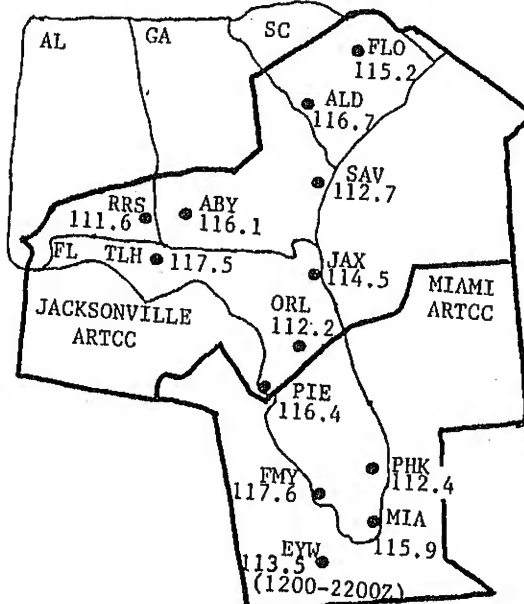 AL
GA
SC
FLO
115.2
ALD
116.7
SAV
112.7
RRS
111.6
ABY
116.1
FL
TLH
117.5
JAX
114.5
ORL
112.2
JACKSONVILLE
ARTCC
MIAMI
ARTCC
PIE
116.4
PHK
112.4
FMY
117.6
MIA
115.9
EYW
113.5
(1200-2200Z)